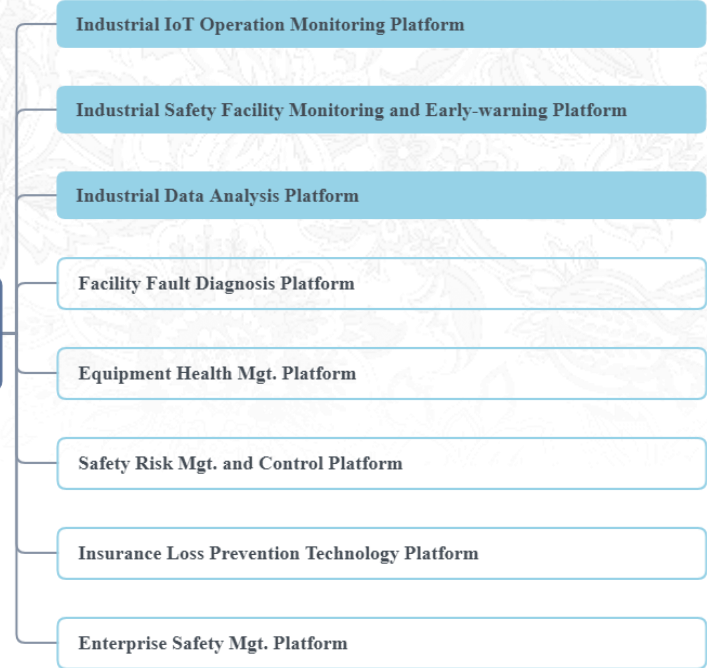 Industrial IoT Operation Monitoring Platform
Industrial Safety Facility Monitoring and Early-warning Platform
Industrial Data Analysis Platform
Facility Fault Diagnosis Platform
Equipment Health Mgt. Platform
Safety Risk Mgt. and Control Platform
Insurance Loss Prevention Technology Platform
Enterprise Safety Mgt. Platform